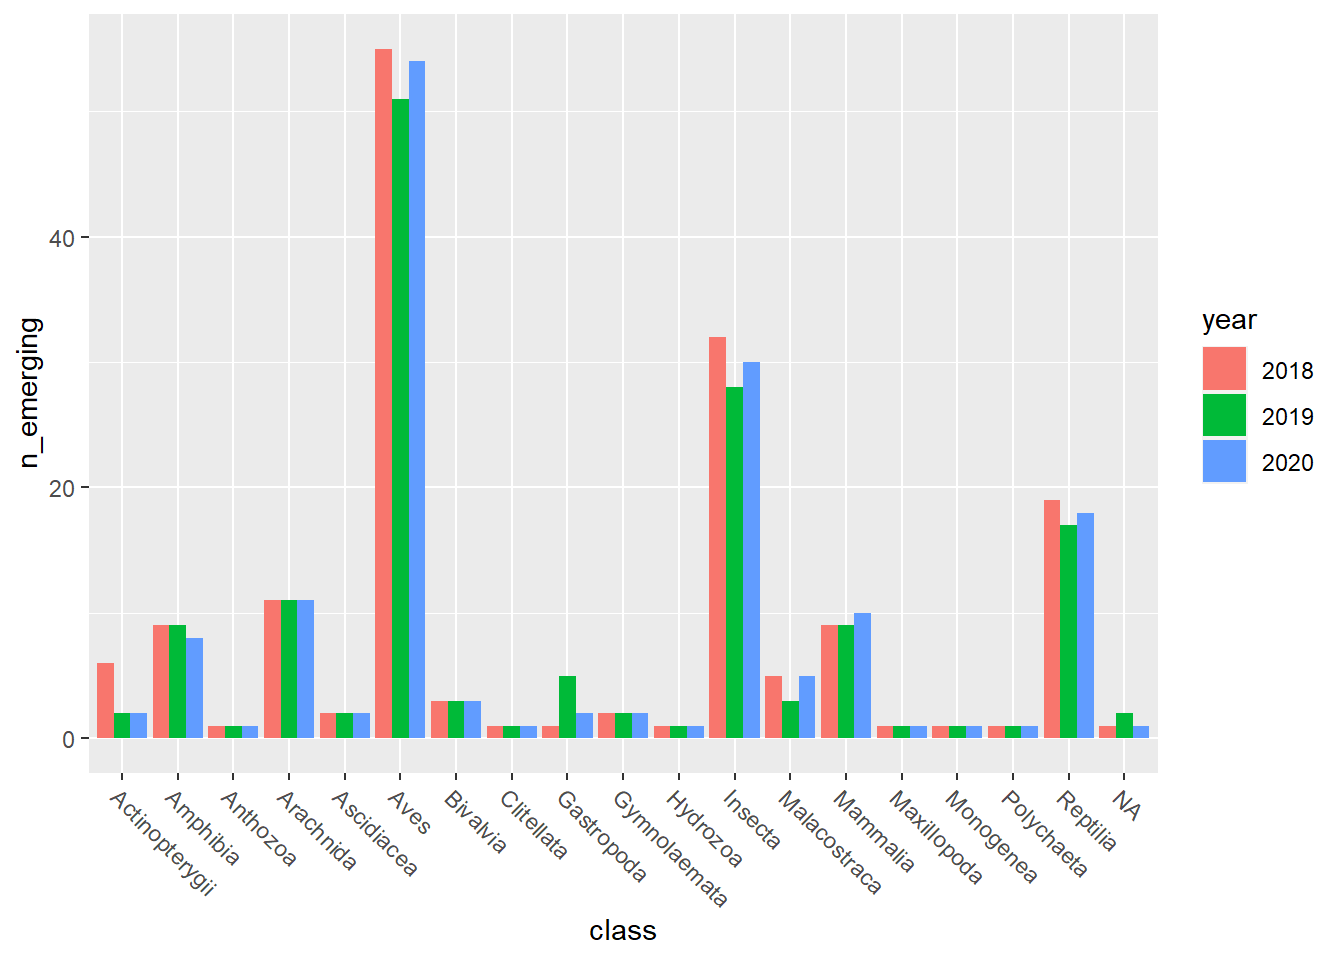 n_emerging
40
20
0
Actinopterygii
Amphibia
Anthozoa
Arachnida
Ascidiacea
Aves
Bivalvia
Clitellata
Gastropoda
Gymnolaemata
Hydrozoa
Insecta
Malacostraca
Mammalia
Maxillopoda
Monogenea
Polychaeta
Reptilia
NA
class
year
2018
2019
2020